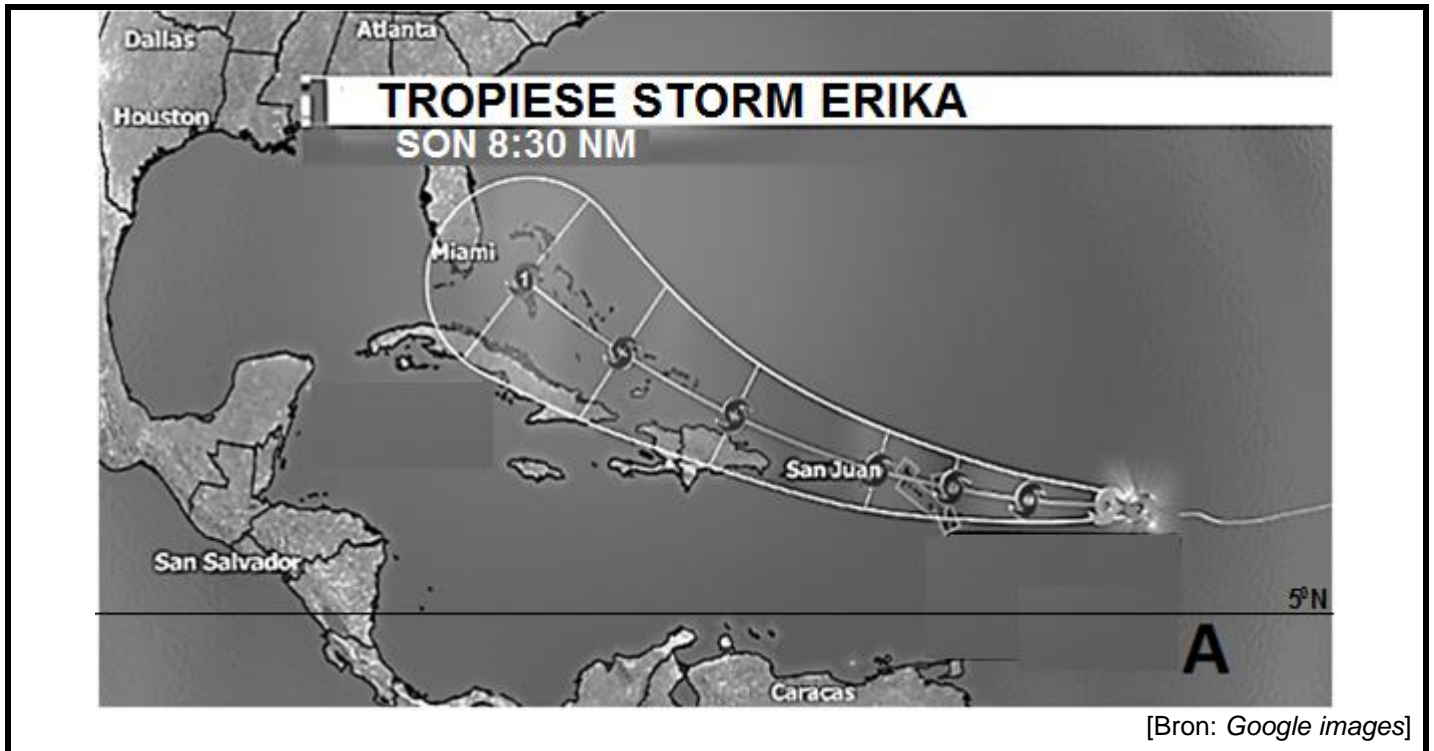 Dallas
Atlanta
Houston
TROPIESE STORM ERIKA
SON 8:30 NM
Miami
1
San Juan
San Salvador
5⁰N
A
Caracas
[Bron: Google images]